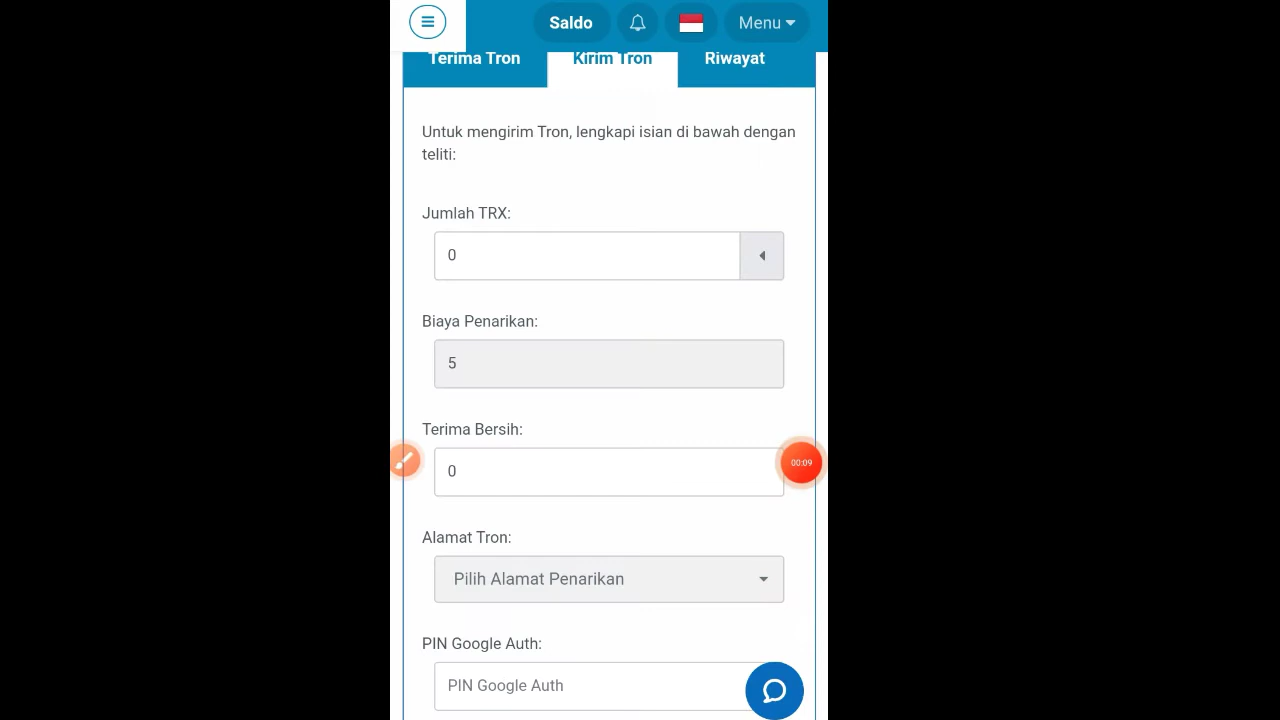 Saldo
Menu
Terima Tron
Kirim Tron
Riwayat
Untuk mengirim Tron, lengkapi isian di bawah dengan
teliti:
Jumlah TRX:
0
Biaya Penarikan:
5
Terima Bersih:
0
00:09
Alamat Tron:
Pilih Alamat Penarikan
PIN Google Auth:
PIN Google Auth